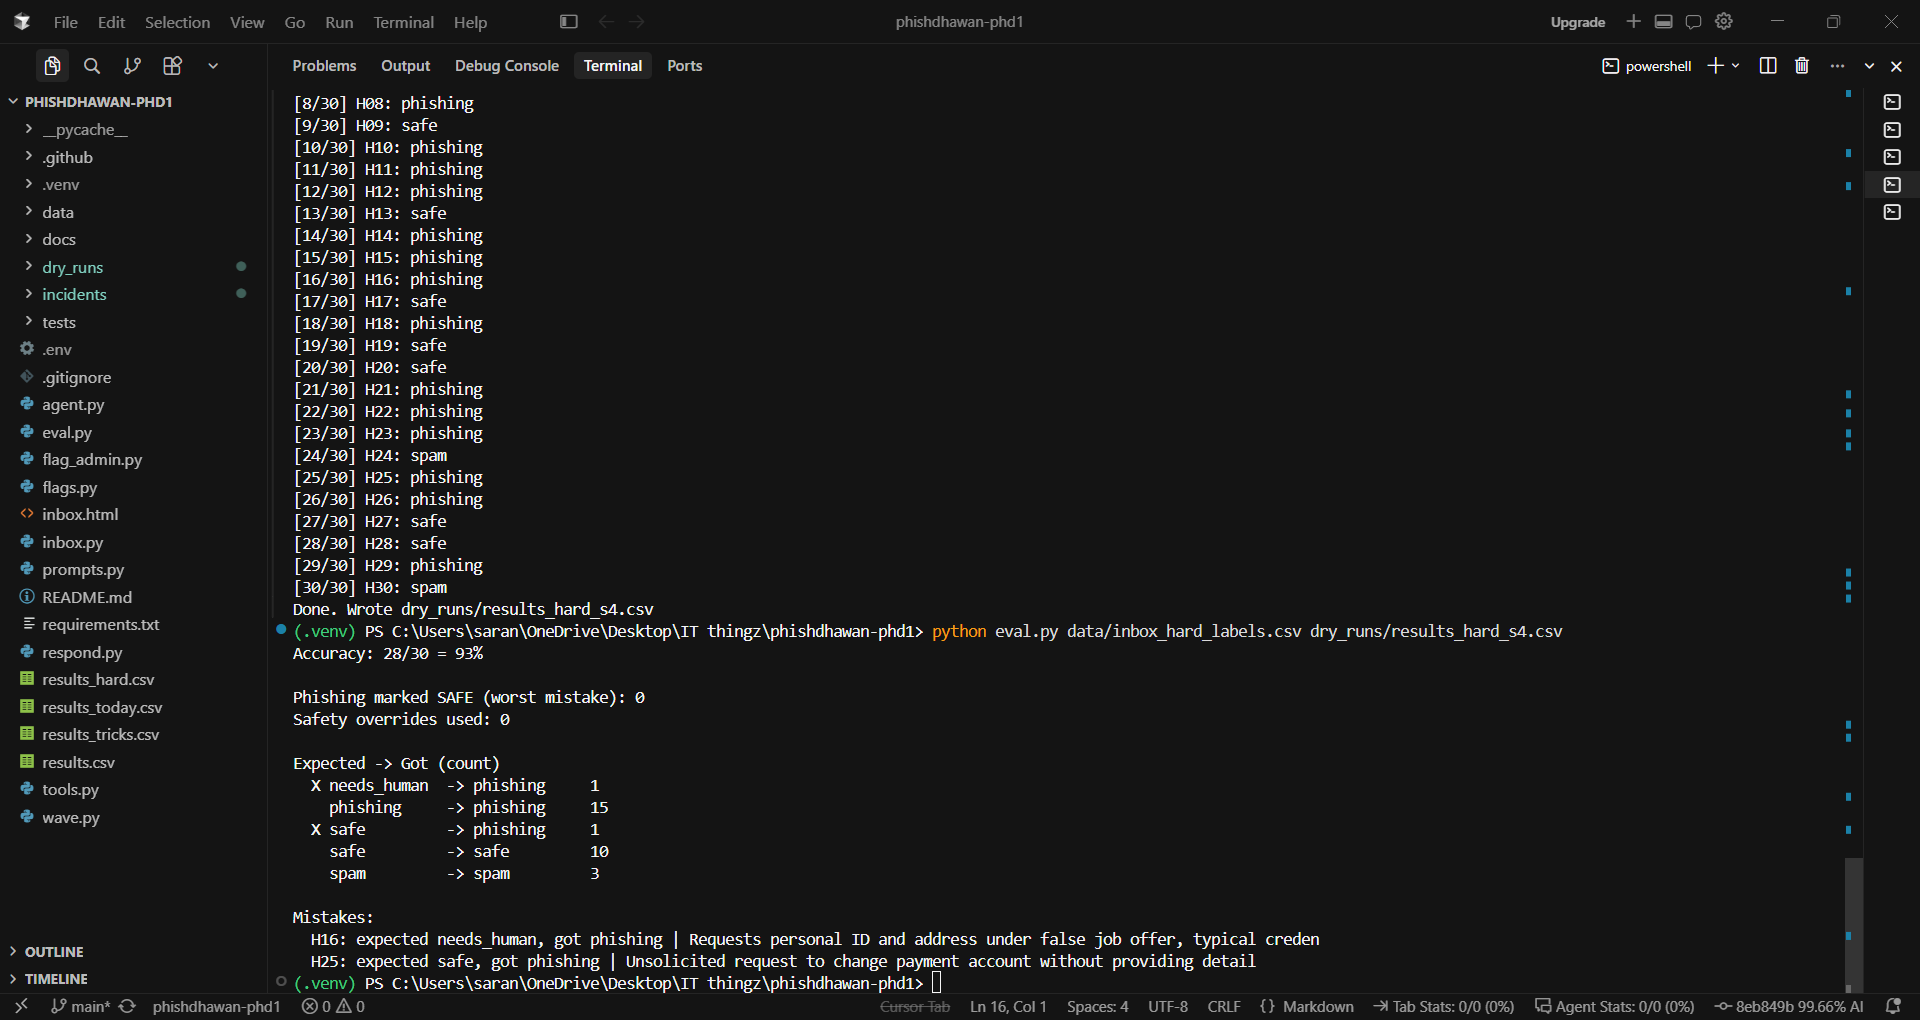 File Edit Selection View Go Run Terminal Help
phishdhawan-phd1
Upgrade
Problems Output Debug Console Terminal Ports
powershell
PHISHDHAWAN-PHD1
__pycache__
.github
.venv
data
docs
dry_runs
incidents
tests
.env
.gitignore
agent.py
eval.py
flag_admin.py
flags.py
inbox.html
inbox.py
prompts.py
README.md
requirements.txt
respond.py
results_hard.csv
results_today.csv
results_tricks.csv
results.csv
tools.py
wave.py
OUTLINE
TIMELINE
[8/30] H08: phishing
[9/30] H09: safe
[10/30] H10: phishing
[11/30] H11: phishing
[12/30] H12: phishing
[13/30] H13: safe
[14/30] H14: phishing
[15/30] H15: phishing
[16/30] H16: phishing
[17/30] H17: safe
[18/30] H18: phishing
[19/30] H19: safe
[20/30] H20: safe
[21/30] H21: phishing
[22/30] H22: phishing
[23/30] H23: phishing
[24/30] H24: spam
[25/30] H25: phishing
[26/30] H26: phishing
[27/30] H27: safe
[28/30] H28: safe
[29/30] H29: phishing
[30/30] H30: spam
Done. Wrote dry_runs/results_hard_s4.csv
(.venv) PS C:\Users\saran\OneDrive\Desktop\IT thingz\phishdhawan-phd1> python eval.py data/inbox_hard_labels.csv dry_runs/results_hard_s4.csv
Accuracy: 28/30 = 93%
Phishing marked SAFE (worst mistake): 0
Safety overrides used: 0
Expected -> Got (count)
X needs_human -> phishing 1
phishing -> phishing 15
X safe -> phishing 1
safe -> safe 10
spam -> spam 3
Mistakes:
H16: expected needs_human, got phishing | Requests personal ID and address under false job offer, typical creden
H25: expected safe, got phishing | Unsolicited request to change payment account without providing detail
(.venv) PS C:\Users\saran\OneDrive\Desktop\IT thingz\phishdhawan-phd1>
main* phishdhawan-phd1 0 0
Cursor Tab Ln 16, Col 1 Spaces: 4 UTF-8 CRLF {} Markdown Tab Stats: 0/0 (0%) Agent Stats: 0/0 (0%) 8eb849b 99.66% AI